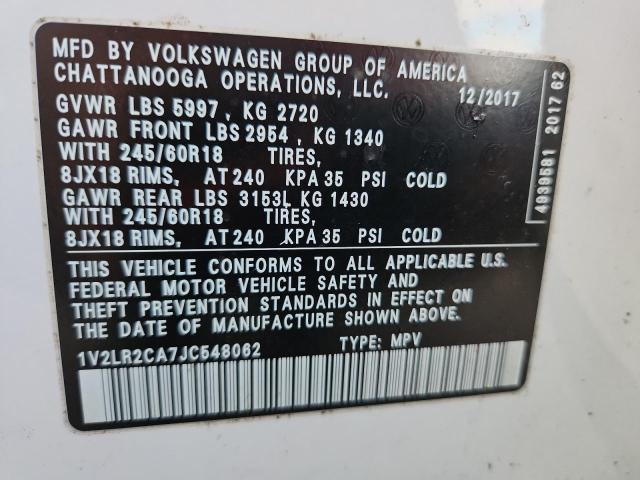 MFD BY VOLKSWAGEN GROUP OF AMERICA
CHATTANOOGA OPERATIONS, LLC. 12/2017
GVWR LBS 5997, KG 2720
GAWR FRONT LBS 2954, KG 1340
WITH 245/60R18 TIRES,
8JX18 RIMS, AT 240 KPA 35 PSI COLD
GAWR REAR LBS 3153L KG 1430
WITH 245/60R18 TIRES,
8JX18 RIMS, AT 240 KPA 35 PSI COLD
THIS VEHICLE CONFORMS TO ALL APPLICABLE U.S.
FEDERAL MOTOR VEHICLE SAFETY AND
THEFT PREVENTION STANDARDS IN EFFECT ON
THE DATE OF MANUFACTURE SHOWN ABOVE.
1V2LR2CA7JC548062 TYPE: MPV
4939581 2017 62